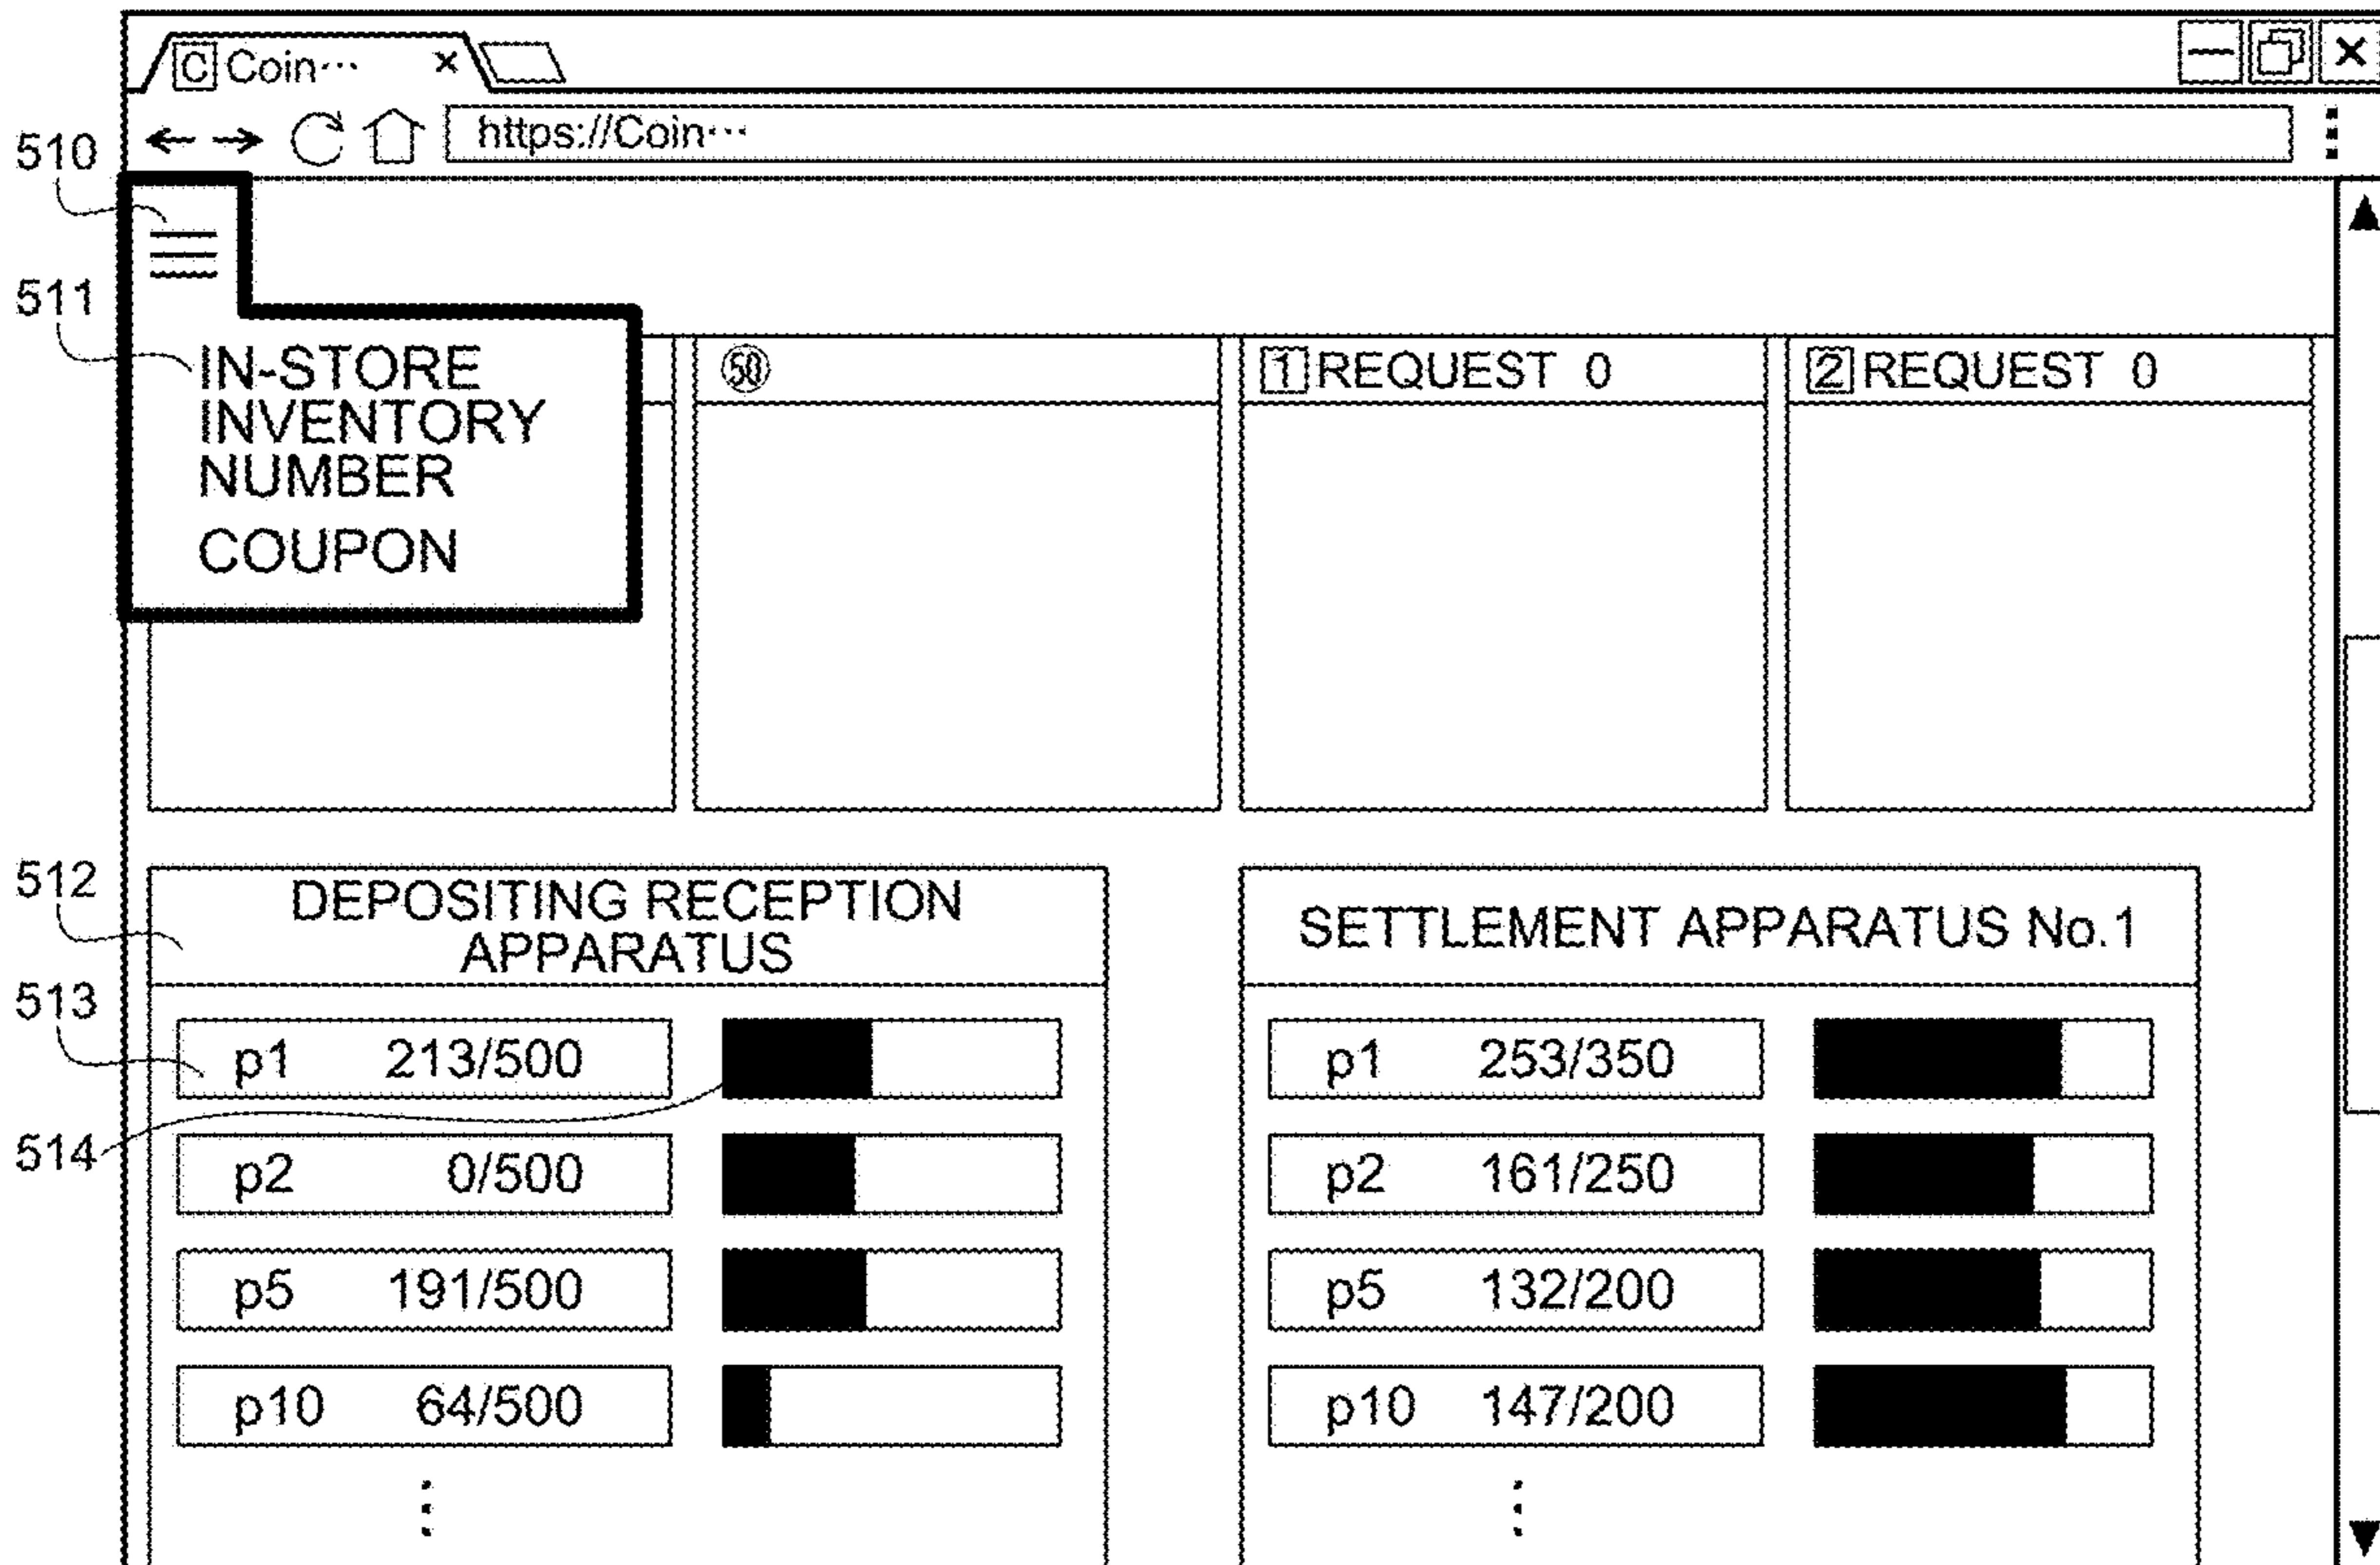 C Coin… ×
https://Coin…
510
511
IN-STORE
INVENTORY
NUMBER
COUPON
50
1 REQUEST 0
2 REQUEST 0
512
DEPOSITING RECEPTION
APPARATUS
513
p1 213/500
514
p2 0/500
p5 191/500
p10 64/500
SETTLEMENT APPARATUS No.1
p1 253/350
p2 161/250
p5 132/200
p10 147/200